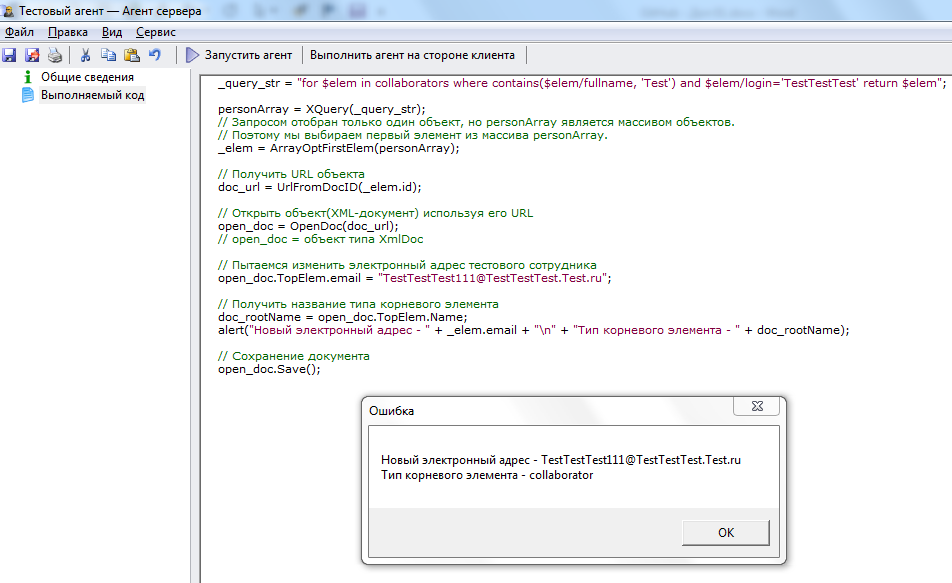 Тестовый агент — Агент сервера
Файл Правка Вид Сервис
Запустить агент Выполнить агент на стороне клиента
Общие сведения
Выполняемый код
_query_str = "for $elem in collaborators where contains($elem/fullname, 'Test') and $elem/login='TestTestTest' return $elem";
personArray = XQuery(_query_str);
// Запросом отобран только один объект, но personArray является массивом объектов.
// Поэтому мы выбираем первый элемент из массива personArray.
_elem = ArrayOptFirstElem(personArray);
// Получить URL объекта
doc_url = UrlFromDocID(_elem.id);
// Открыть объект(XML-документ) используя его URL
open_doc = OpenDoc(doc_url);
// open_doc = объект типа XmlDoc
// Пытаемся изменить электронный адрес тестового сотрудника
open_doc.TopElem.email = "TestTestTest111@TestTestTest.Test.ru";
// Получить название типа корневого элемента
doc_rootName = open_doc.TopElem.Name;
alert("Новый электронный адрес - " + _elem.email + "\n" + "Тип корневого элемента - " + doc_rootName);
// Сохранение документа
open_doc.Save();
Ошибка
Новый электронный адрес - TestTestTest111@TestTestTest.Test.ru
Тип корневого элемента - collaborator
OK